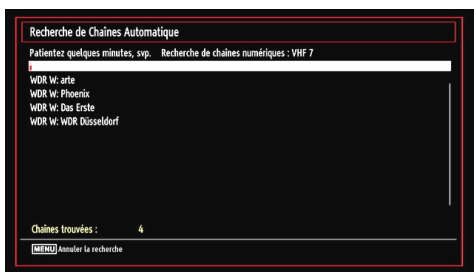 Recherche de Chaînes Automatique
Patientez quelques minutes, svp. Recherche de chaines numériques : VHF 7
WDR W: arte
WDR W: Phoenix
WDR W: Das Erste
WDR W: WDR Düsseldorf
Chaines trouvées : 4
MENU Annuler la recherche